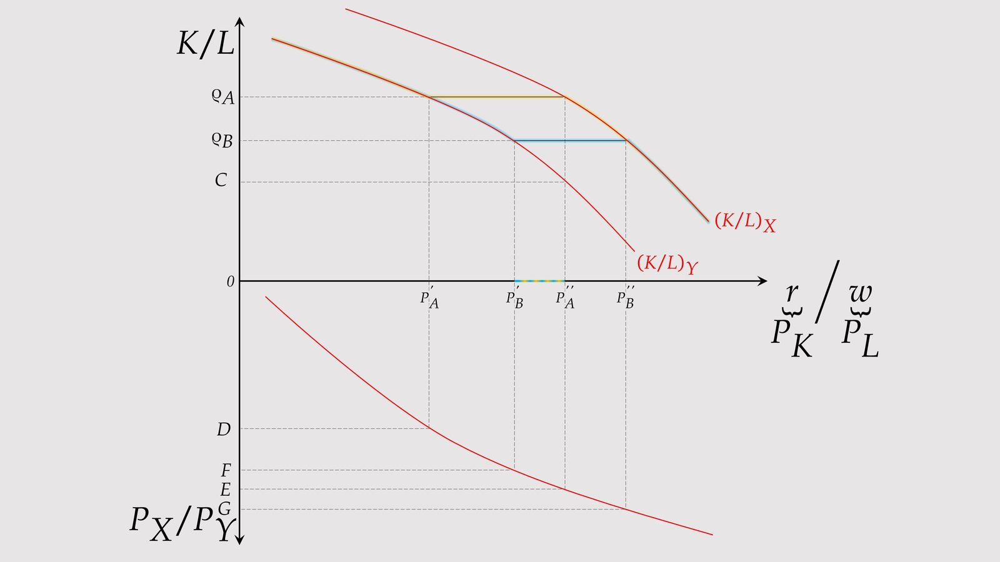 K/L
ϱA
ϱB
C
(K/L)X
(K/L)Y
0
P′A
P′B
P′′A
P′′B
r / w
PK PL
D
F
E
G
PX/PY